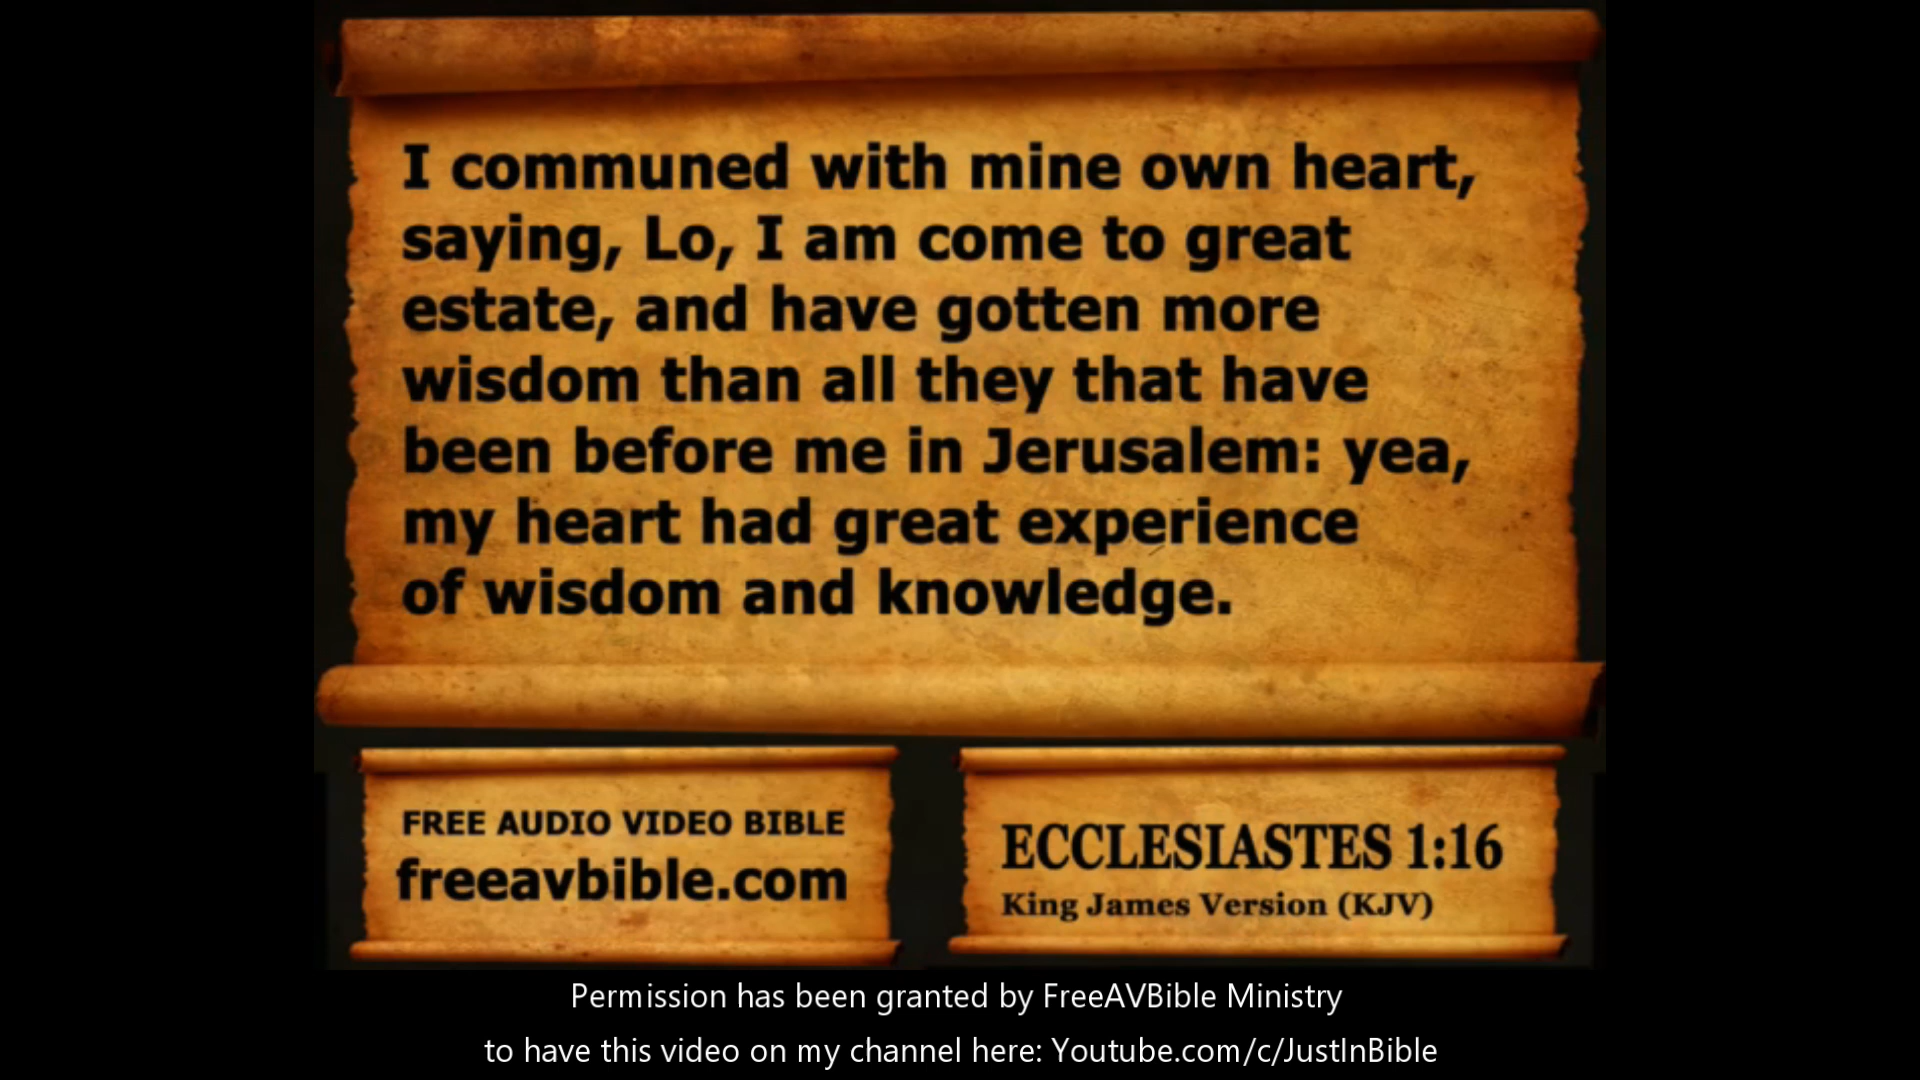 I communed with mine own heart,
saying, Lo, I am come to great
estate, and have gotten more
wisdom than all they that have
been before me in Jerusalem: yea,
my heart had great experience
of wisdom and knowledge.
FREE AUDIO VIDEO BIBLE
freeavbible.com
ECCLESIASTES 1:16
King James Version (KJV)
Permission has been granted by FreeAVBible Ministry
to have this video on my channel here: Youtube.com/c/JustInBible